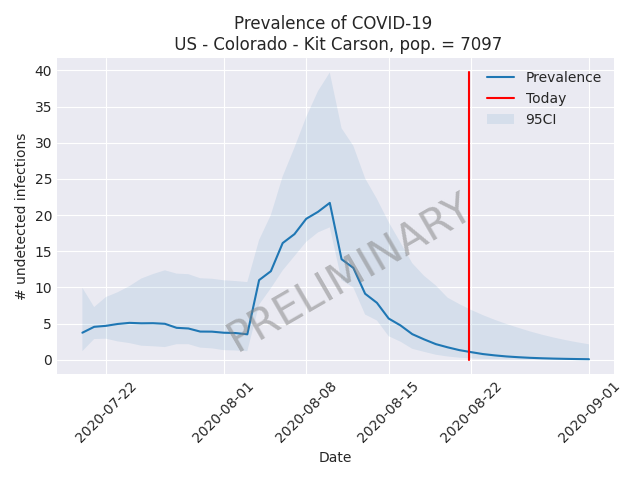 Prevalence of COVID-19
US - Colorado - Kit Carson, pop. = 7097
# undetected infections
40
35
30
25
20
15
10
5
0
Prevalence
Today
95CI
PRELIMINARY
2020-07-22
2020-08-01
2020-08-08
2020-08-15
2020-08-22
2020-09-01
Date